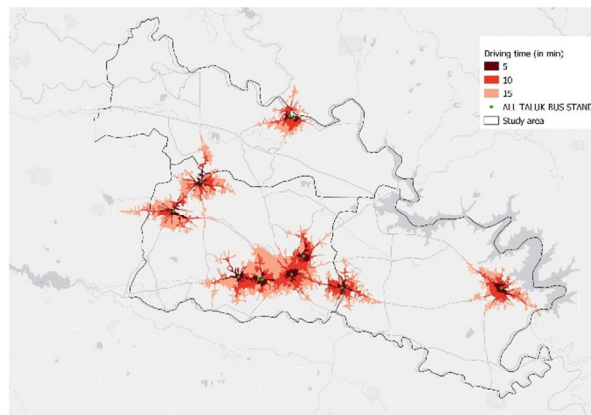 Driving time (in min)
5
10
15
ALL TALUK BUS STAND
Study area